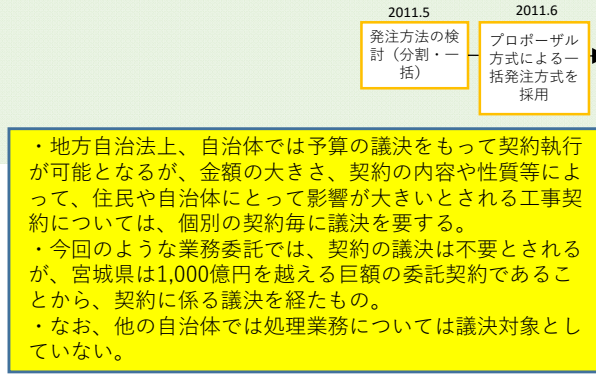 2011.5
2011.6
発注方法の検
討（分割・一
括）
プロポーザル
方式による一
括発注方式を
採用
・地方自治法上、自治体では予算の議決をもって契約執行
が可能となるが、金額の大きさ、契約の内容や性質等によ
って、住民や自治体にとって影響が大きいとされる工事契
約については、個別の契約毎に議決を要する。
・今回のような業務委託では、契約の議決は不要とされる
が、宮城県は1,000億円を越える巨額の委託契約であるこ
とから、契約に係る議決を経たもの。
・なお、他の自治体では処理業務については議決対象とし
ていない。